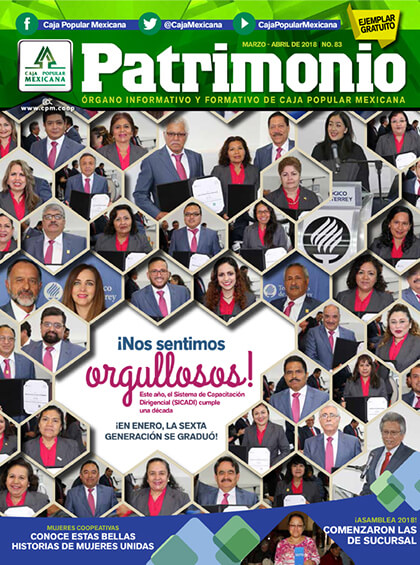 Caja Popular Mexicana
@CajaMexicana
CajaPopularMexicana
EJEMPLAR
GRATUITO
MARZO - ABRIL DE 2018 NO. 83
CAJA POPULAR
MEXICANA
www.cpm.coop
Patrimonio
ÓRGANO INFORMATIVO Y FORMATIVO DE CAJA POPULAR MEXICANA
¡Nos sentimos
orgullosos!
Este año, el Sistema de Capacitación
Dirigencial (SICADI) cumple
una década
¡EN ENERO, LA SEXTA
GENERACIÓN SE GRADUÓ!
MUJERES COOPEATIVAS
CONOCE ESTAS BELLAS
HISTORIAS DE MUJERES UNIDAS
¡ASAMBLEA 2018!
COMENZARON LAS
DE SUCURSAL